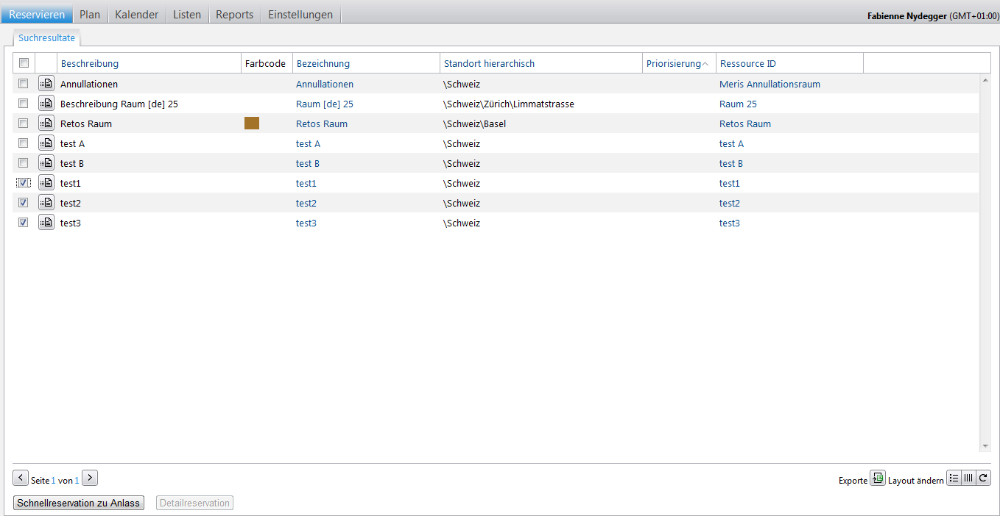 Reservieren Plan Kalender Listen Reports Einstellungen
Fabienne Nydegger (GMT+01:00)
Suchresultate
Beschreibung Farbcode Bezeichnung Standort hierarchisch Priorisierung Ressource ID
Annullationen Annullationen \Schweiz Meris Annullationsraum
Beschreibung Raum [de] 25 Raum [de] 25 \Schweiz\Zürich\Limmatstrasse Raum 25
Retos Raum Retos Raum \Schweiz\Basel Retos Raum
test A test A \Schweiz test A
test B test B \Schweiz test B
test1 test1 \Schweiz test1
test2 test2 \Schweiz test2
test3 test3 \Schweiz test3
Seite 1 von 1 Exporte Layout ändern
Schnellreservation zu Anlass Detailreservation